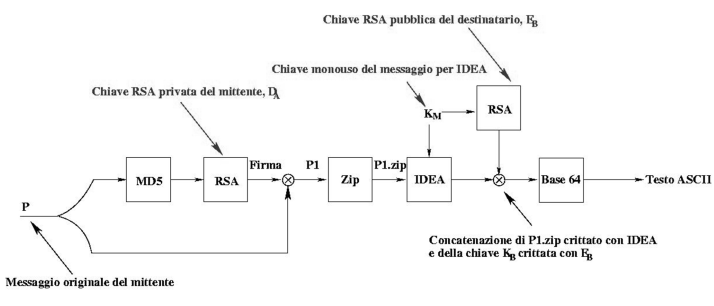 Chiave RSA pubblica del destinatario, E_B
Chiave monouso del messaggio per IDEA
Chiave RSA privata del mittente, D_A
K_M
RSA
Firma
P1
P1.zip
MD5
RSA
Zip
IDEA
Base 64
Testo ASCII
P
Concatenazione di P1.zip crittato con IDEA
e della chiave K_B crittata con E_B
Messaggio originale del mittente